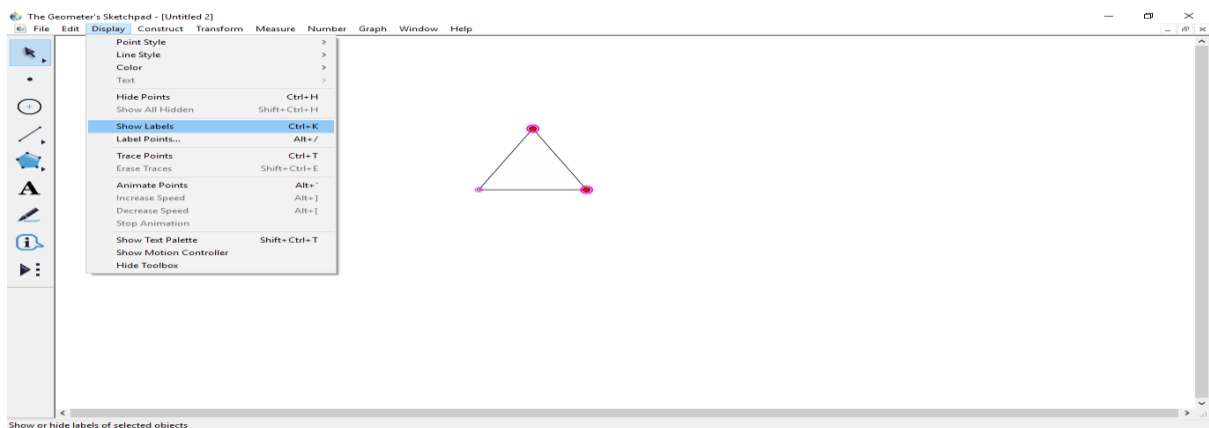 The Geometer's Sketchpad - [Untitled 2]
File Edit Display Construct Transform Measure Number Graph Window Help
Point Style
Line Style
Color
Text
Hide Points Ctrl+H
Show All Hidden Shift+Ctrl+H
Show Labels Ctrl+K
Label Points... Alt+/
Trace Points Ctrl+T
Erase Traces Shift+Ctrl+E
Animate Points Alt+`
Increase Speed Alt+]
Decrease Speed Alt+[
Stop Animation
Show Text Palette Shift+Ctrl+T
Show Motion Controller
Hide Toolbox
A
Show or hide labels of selected objects